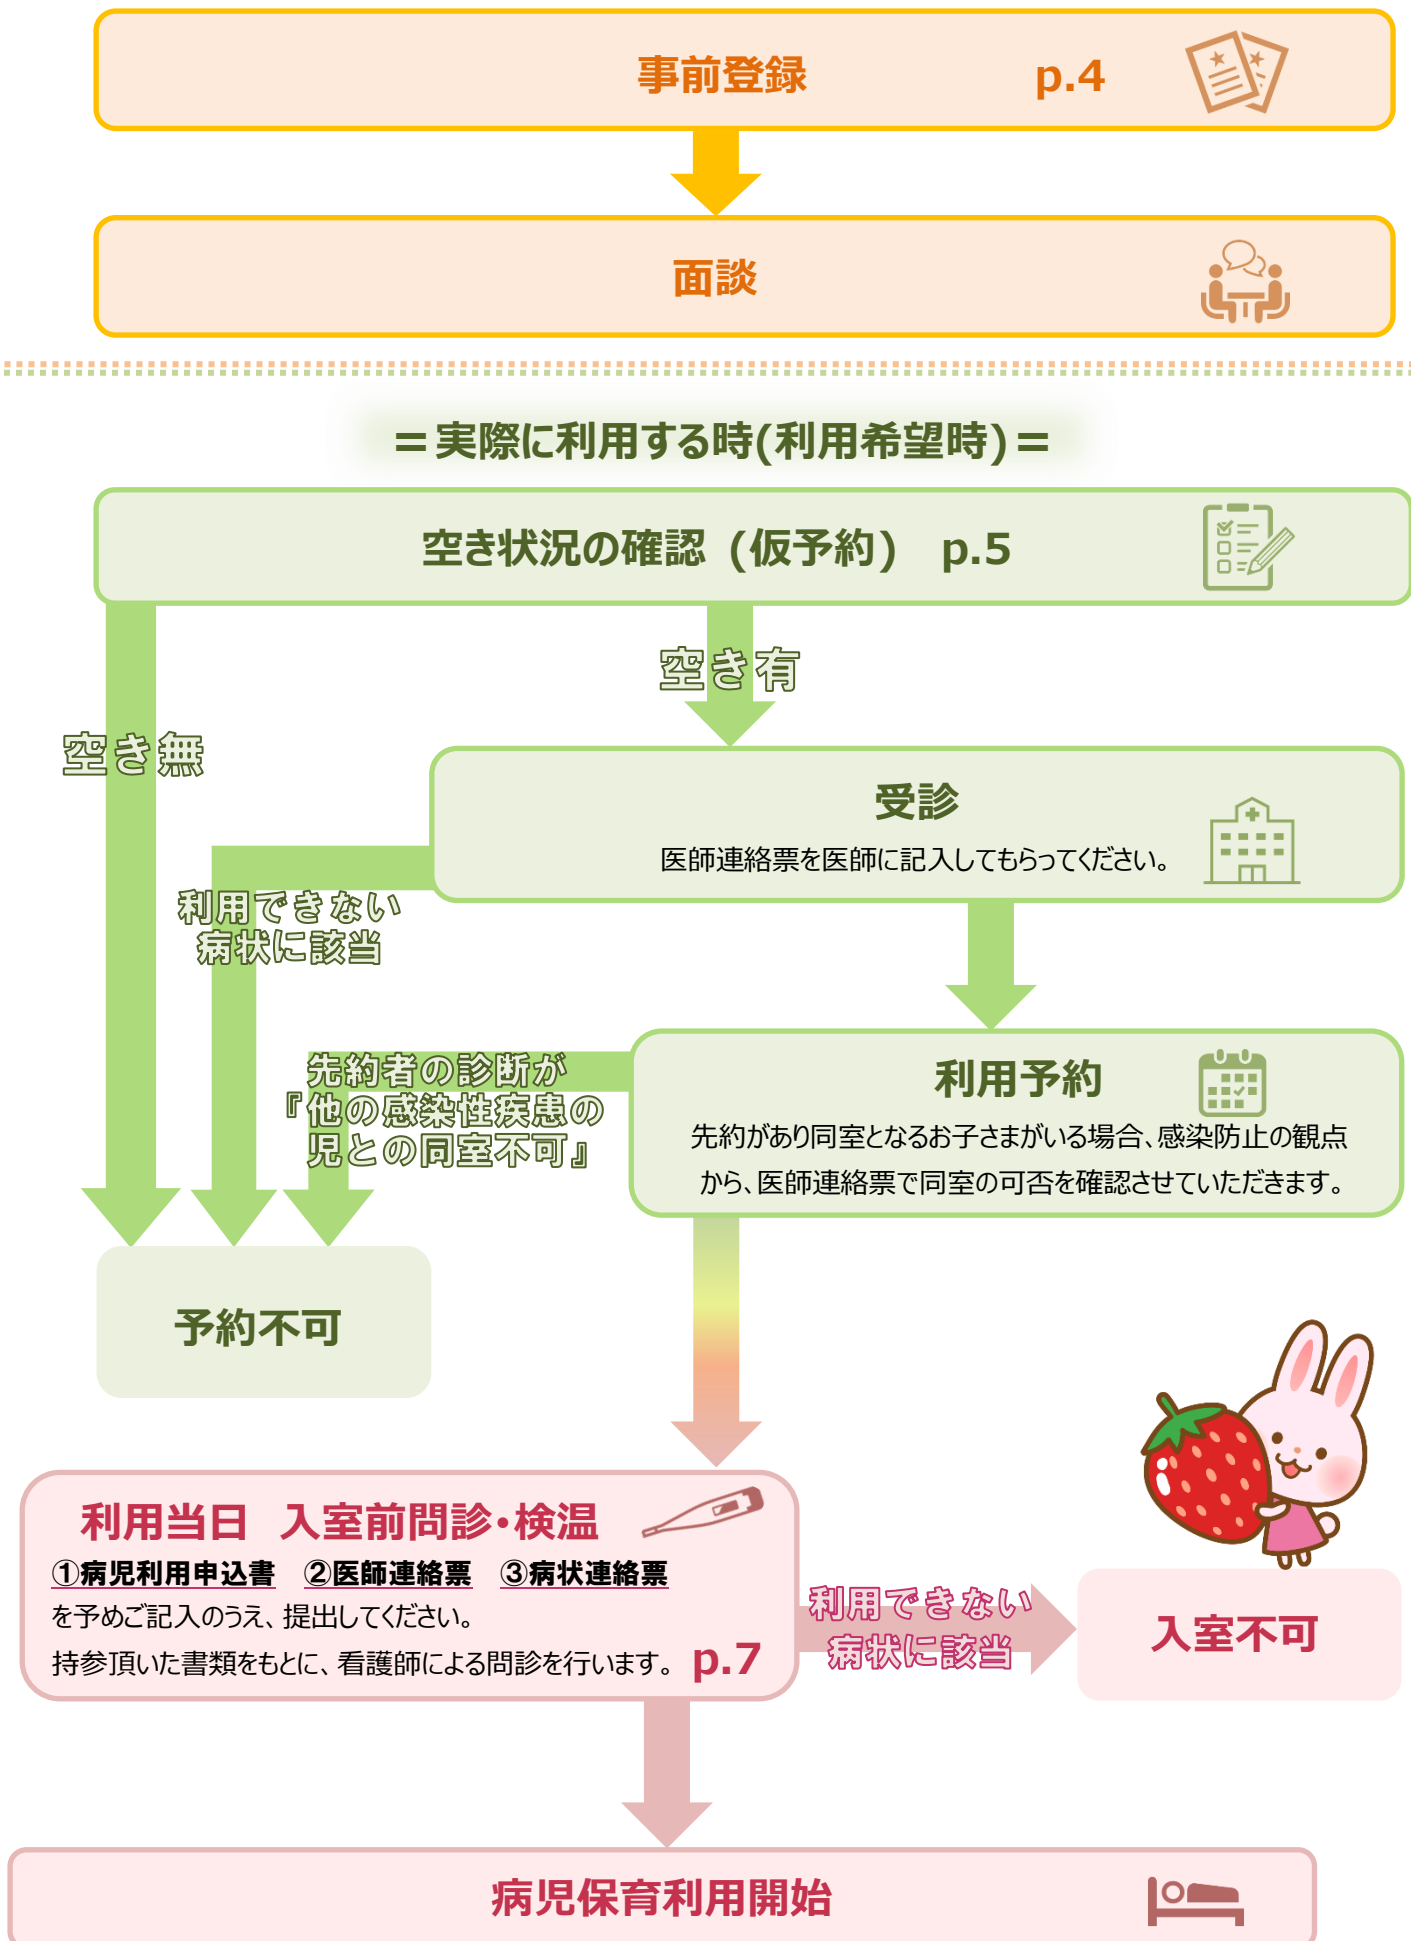 事前登録 p.4
面談
＝実際に利用する時(利用希望時)＝
空き状況の確認 (仮予約) p.5
空き有
空き無
受診
医師連絡票を医師に記入してもらってください。
利用できない
病状に該当
先約者の診断が
『他の感染性疾患の
児との同室不可』
利用予約
先約があり同室となるお子さまがいる場合、感染防止の観点
から、医師連絡票で同室の可否を確認させていただきます。
予約不可
利用当日 入室前問診・検温
①病児利用申込書 ②医師連絡票 ③病状連絡票
を予めご記入のうえ、提出してください。
持参頂いた書類をもとに、看護師による問診を行います。 p.7
利用できない
病状に該当
入室不可
病児保育利用開始